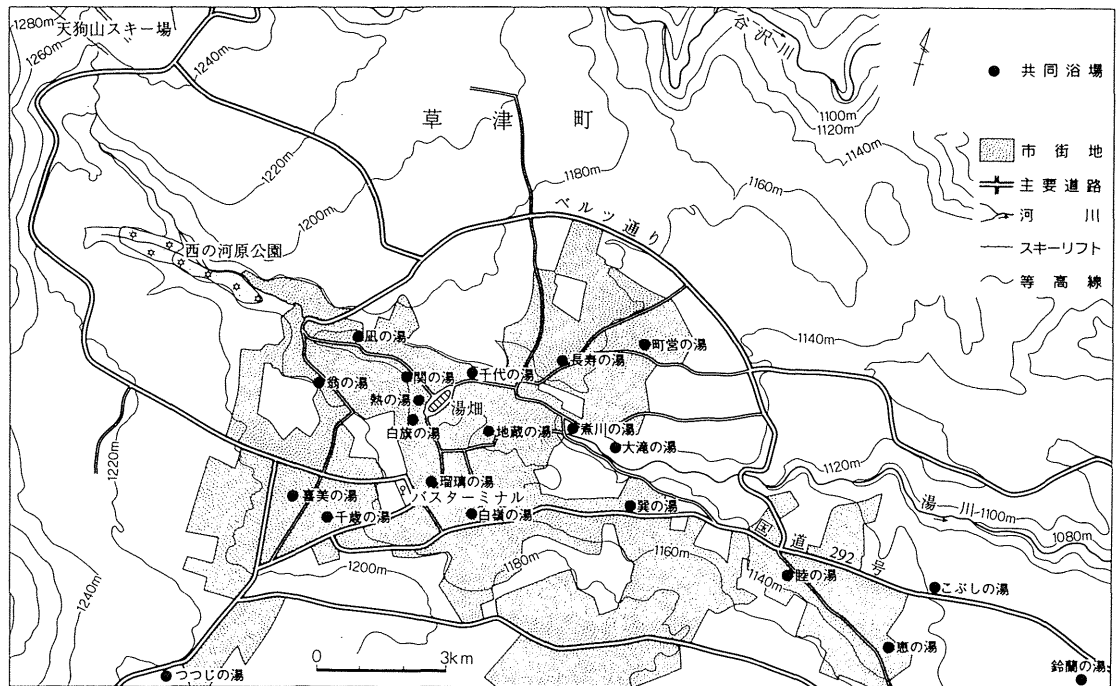 1280m
天狗山スキー場
1260m
1240m
谷沢川
共同浴場
草津町
1100m
1120m
1140m
市街地
主要道路
河川
スキーリフト
等高線
1220m
1180m
1160m
1200m
ベルツ通り
西の河原公園
1140m
凪の湯
町営の湯
長寿の湯
千代の湯
関の湯
翁の湯
熱の湯
湯畑
白旗の湯
地蔵の湯
煮川の湯
大滝の湯
1220m
1120m
瑠璃の湯
喜美の湯
バスターミナル
湯川
1100m
千歳の湯
白嶺の湯
巽の湯
国道292号
1080m
1160m
1180m
1200m
1140m
睦の湯
1240m
こぶしの湯
恵の湯
0 3km
つつじの湯
鈴蘭の湯